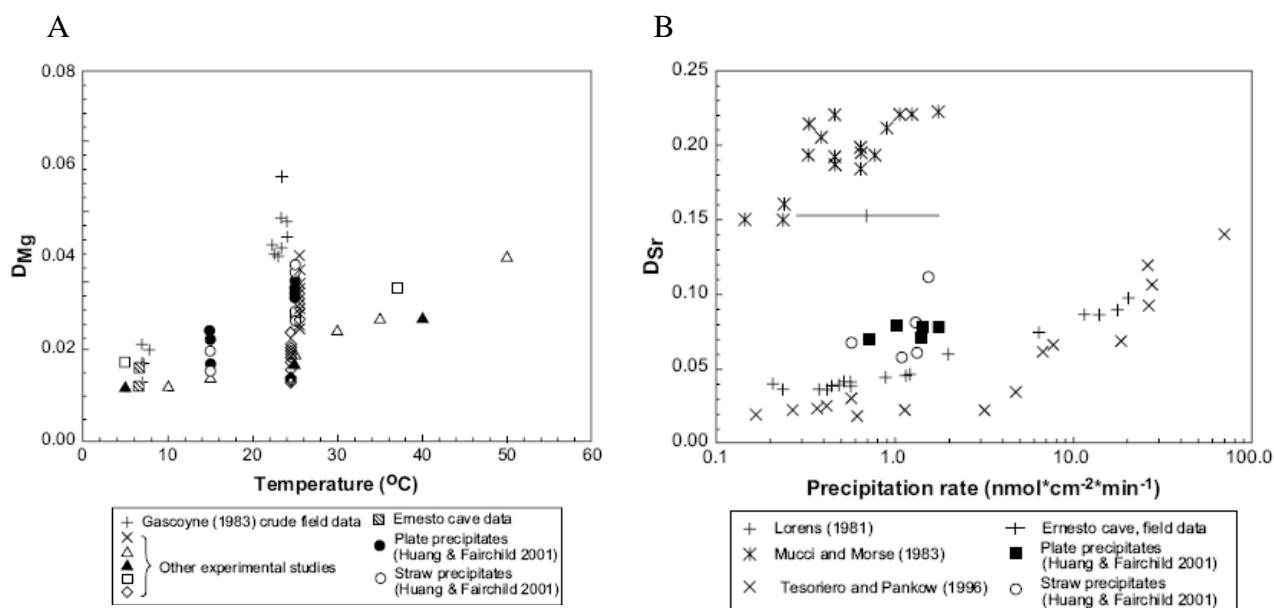 A
0.08
0.06
0.04
0.02
0.00
DMg
0 10 20 30 40 50 60
Temperature (ºC)
Gascoyne (1983) crude field data
Other experimental studies
Ernesto cave data
Plate precipitates
(Huang & Fairchild 2001)
Straw precipitates
(Huang & Fairchild 2001)
B
0.25
0.20
0.15
0.10
0.05
0.00
DSr
0.1 1.0 10.0 100.0
Precipitation rate (nmol*cm-2*min-1)
Lorens (1981)
Mucci and Morse (1983)
Tesoriero and Pankow (1996)
Ernesto cave, field data
Plate precipitates
(Huang & Fairchild 2001)
Straw precipitates
(Huang & Fairchild 2001)